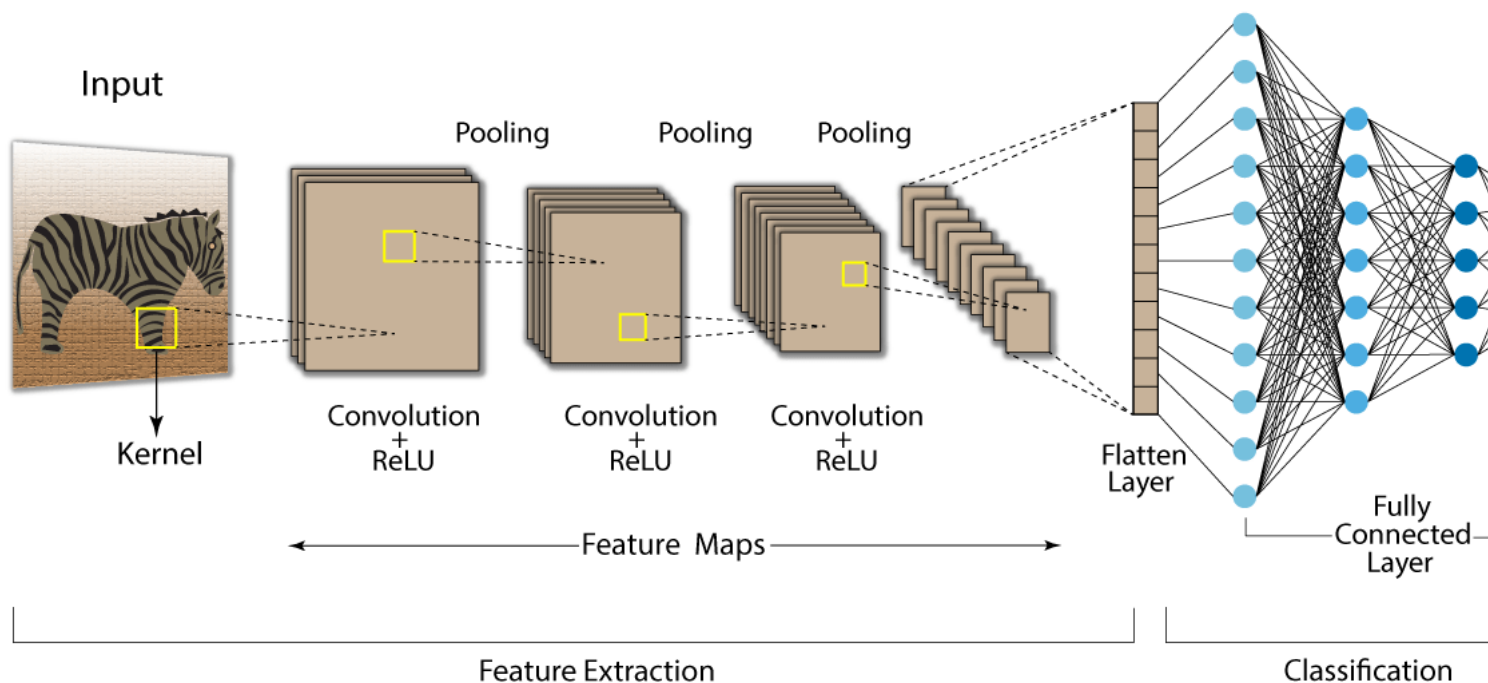 Input
Pooling
Pooling
Pooling
Kernel
Convolution
+
ReLU
Convolution
+
ReLU
Convolution
+
ReLU
Flatten
Layer
Feature Maps
Fully
Connected
Layer
Feature Extraction
Classification